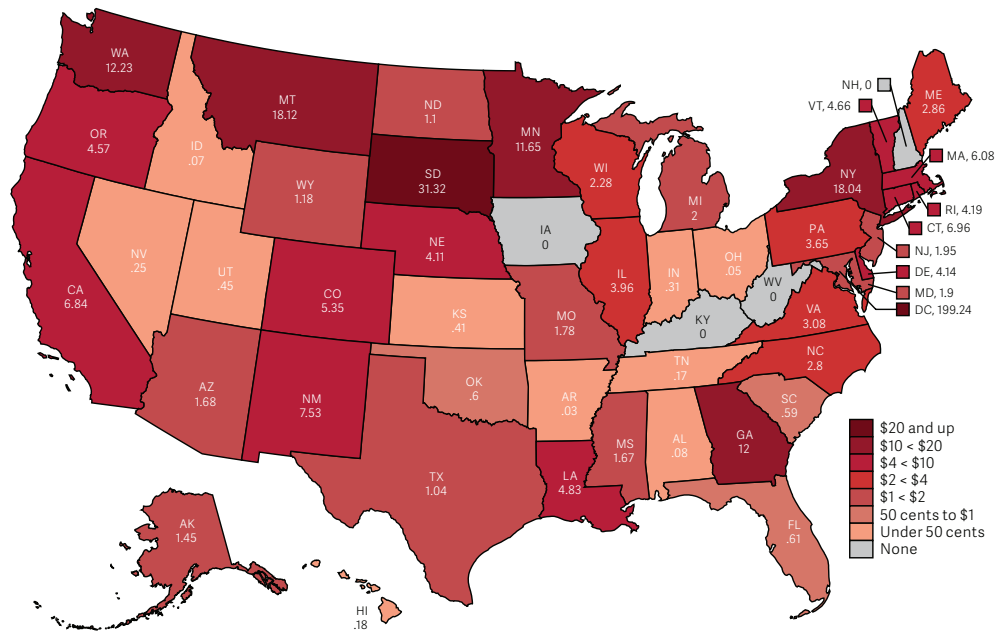 WA
12.23
MT
18.12
ND
1.1
MN
11.65
NH, 0
ME
2.86
VT, 4.66
OR
4.57
ID
.07
WY
1.18
SD
31.32
WI
2.28
MI
2
NY
18.04
MA, 6.08
RI, 4.19
CT, 6.96
NJ, 1.95
DE, 4.14
MD, 1.9
DC, 199.24
NV
.25
UT
.45
CO
5.35
NE
4.11
IA
0
IL
3.96
IN
.31
OH
.05
PA
3.65
WV
0
VA
3.08
CA
6.84
KS
.41
MO
1.78
KY
0
NC
2.8
TN
.17
AZ
1.68
NM
7.53
OK
.6
AR
.03
SC
.59
MS
1.67
AL
.08
GA
12
TX
1.04
LA
4.83
FL
.61
AK
1.45
HI
.18
$20 and up
$10 < $20
$4 < $10
$2 < $4
$1 < $2
50 cents to $1
Under 50 cents
None